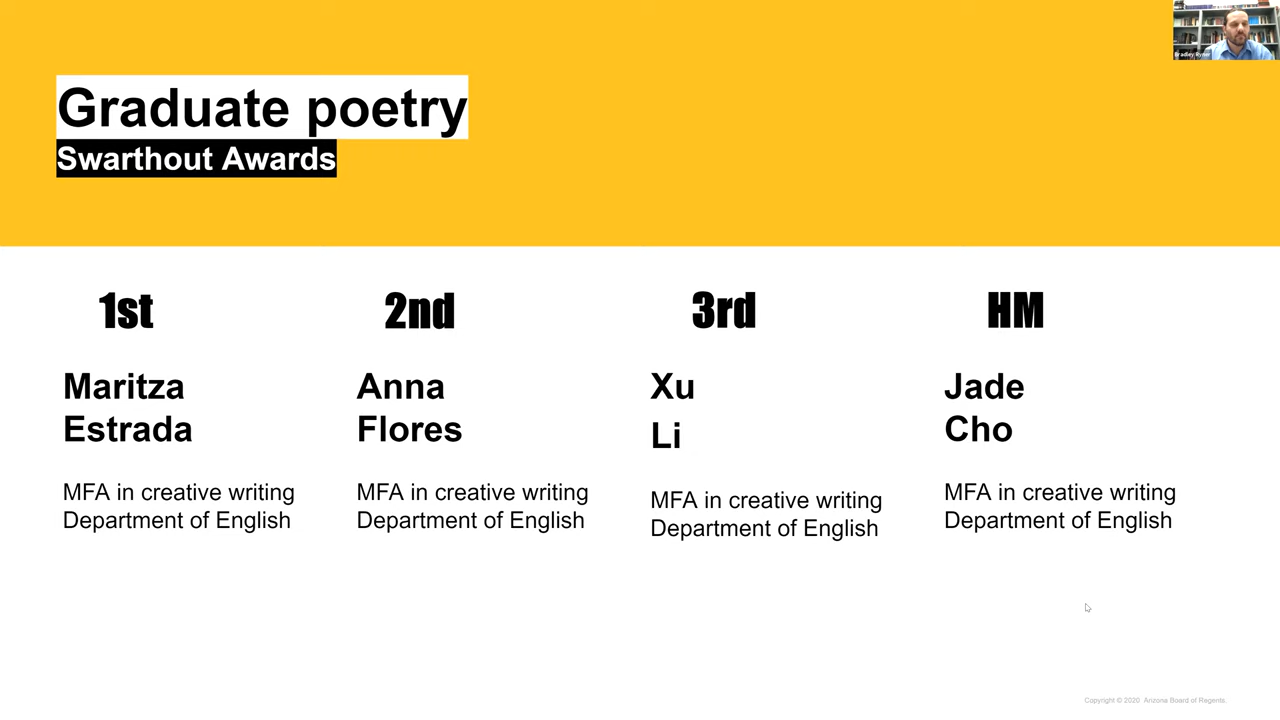 Graduate poetry
Swarthout Awards
Bradley Ryner
1st
Maritza
Estrada
MFA in creative writing
Department of English
2nd
Anna
Flores
MFA in creative writing
Department of English
3rd
Xu
Li
MFA in creative writing
Department of English
HM
Jade
Cho
MFA in creative writing
Department of English
Copyright © 2020 Arizona Board of Regents.